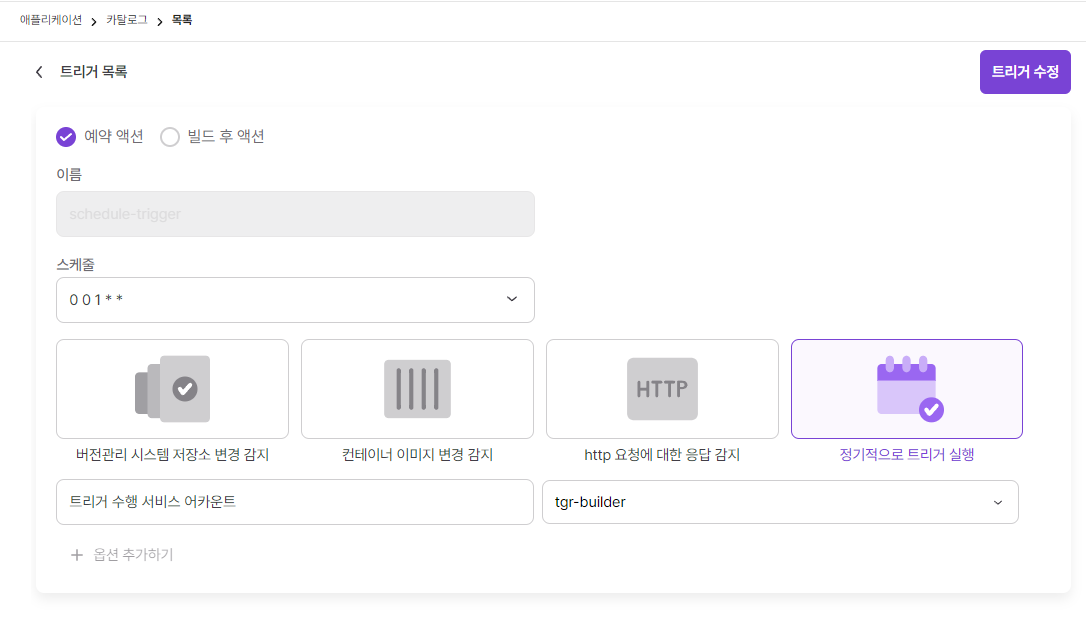 애플리케이션 > 카탈로그 > 목록
트리거 목록
트리거 수정
예약 액션 빌드 후 액션
이름
schedule-trigger
스케줄
0 0 1 * *
HTTP
버전관리 시스템 저장소 변경 감지
컨테이너 이미지 변경 감지
http 요청에 대한 응답 감지
정기적으로 트리거 실행
트리거 수행 서비스 어카운트
tgr-builder
+ 옵션 추가하기